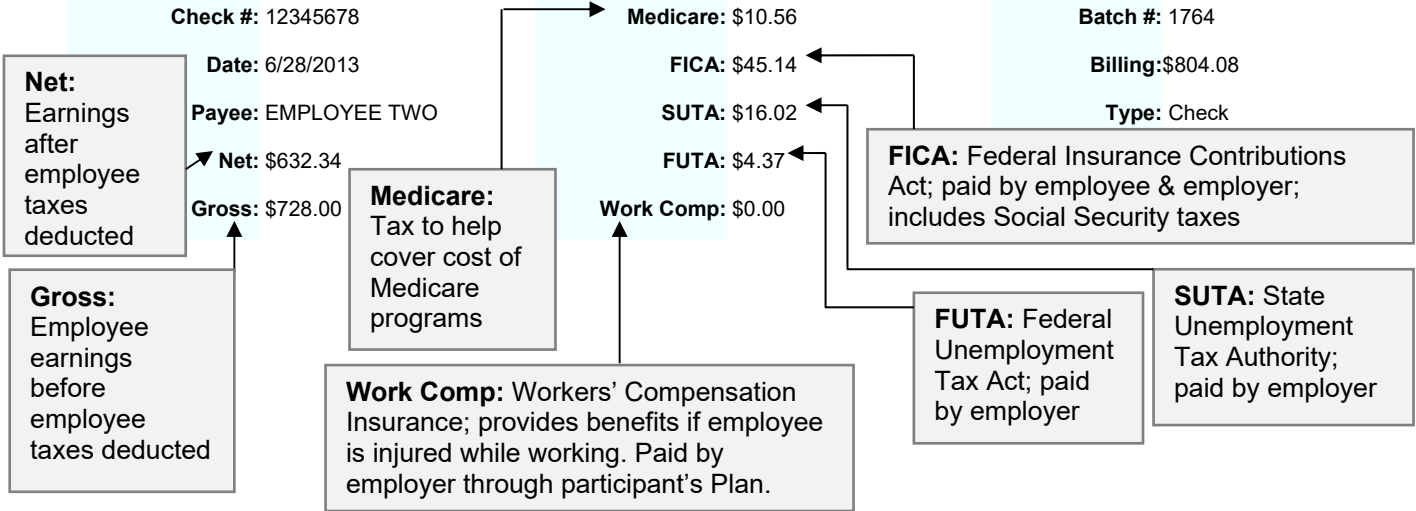 Check #: 12345678
Date: 6/28/2013
Payee: EMPLOYEE TWO
Net: $632.34
Gross: $728.00
Medicare: $10.56
FICA: $45.14
SUTA: $16.02
FUTA: $4.37
Work Comp: $0.00
Batch #: 1764
Billing:$804.08
Type: Check
Net:
Earnings
after
employee
taxes
deducted
Gross:
Employee
earnings
before
employee
taxes deducted
Medicare:
Tax to help
cover cost of
Medicare
programs
Work Comp: Workers’ Compensation
Insurance; provides benefits if employee
is injured while working. Paid by
employer through participant’s Plan.
FICA: Federal Insurance Contributions
Act; paid by employee & employer;
includes Social Security taxes
FUTA: Federal
Unemployment
Tax Act; paid
by employer
SUTA: State
Unemployment
Tax Authority;
paid by employer